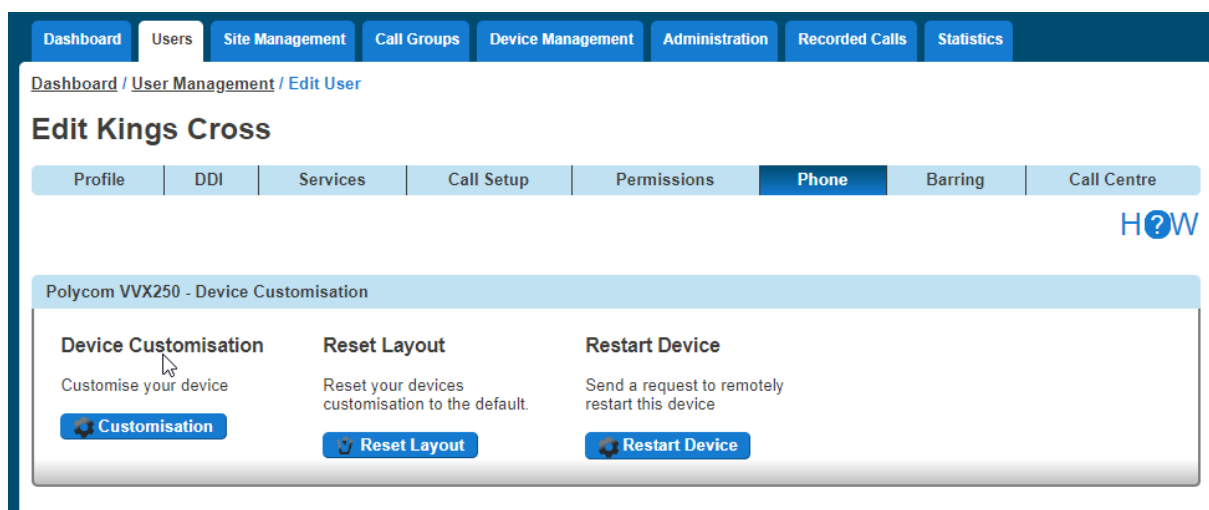 Dashboard Users Site Management Call Groups Device Management Administration Recorded Calls Statistics
Dashboard / User Management / Edit User
Edit Kings Cross
Profile DDI Services Call Setup Permissions Phone Barring Call Centre
H?W
Polycom VVX250 - Device Customisation
Device Customisation
Customise your device
Customisation
Reset Layout
Reset your devices
customisation to the default.
Reset Layout
Restart Device
Send a request to remotely
restart this device
Restart Device